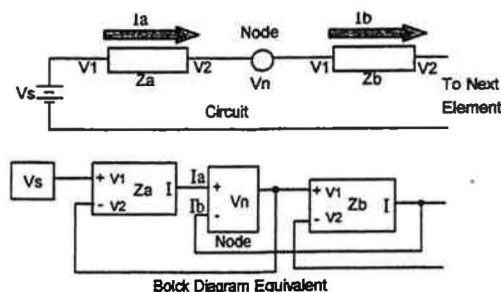 Ia Ib
Node
V1 V2 V1 V2
Za Vn Zb
Vs
To Next
Element
Circuit
Ia
Vs + V1 Za I + Vn + V1 Zb I
- V2 Ib - - V2
Node
Bolck Diagram Equivalent